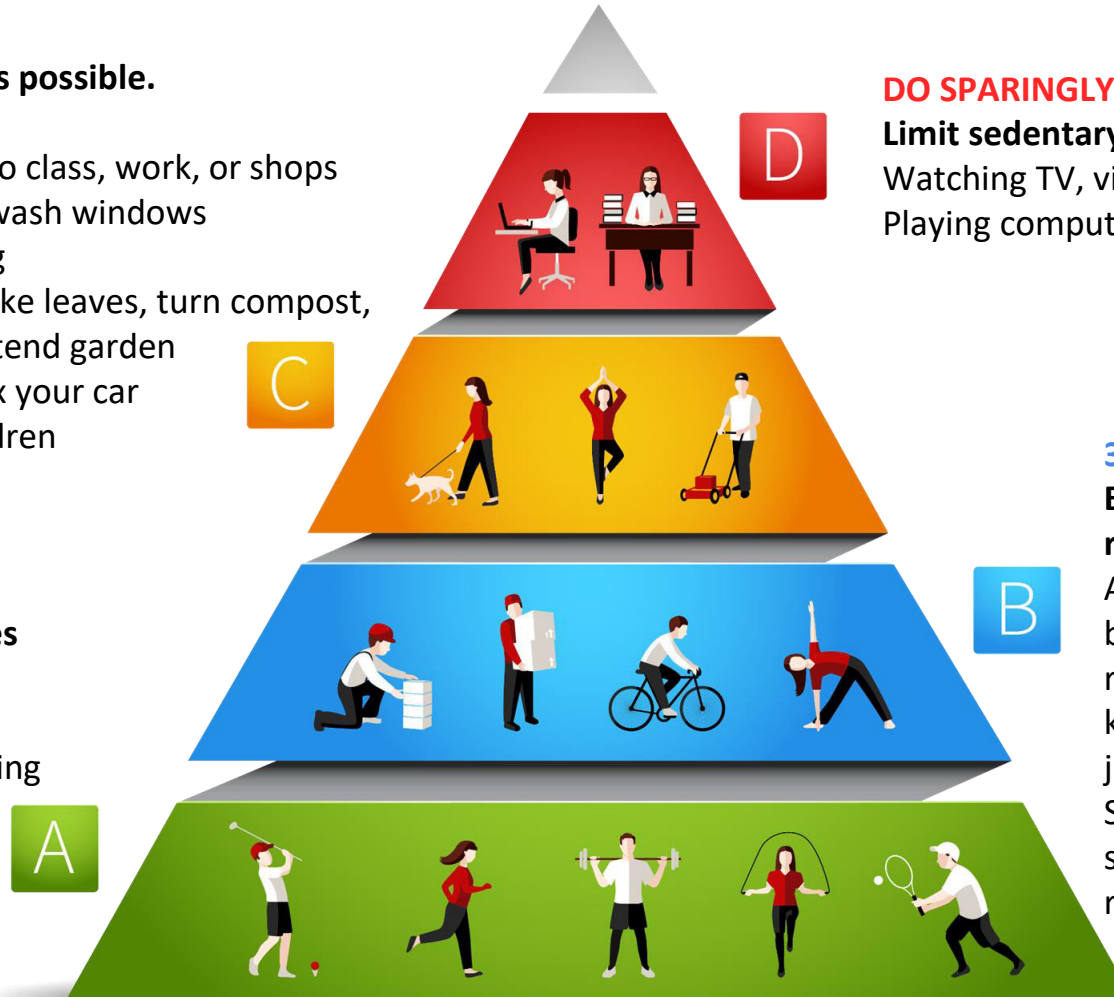 s possible.
o class, work, or shops
wash windows
g
ke leaves, turn compost,
tend garden
x your car
dren
C
es
ing
A
D
DO SPARINGLY
Limit sedentary
Watching TV, vi
Playing comput
B
3
A
b
k
j
S
s